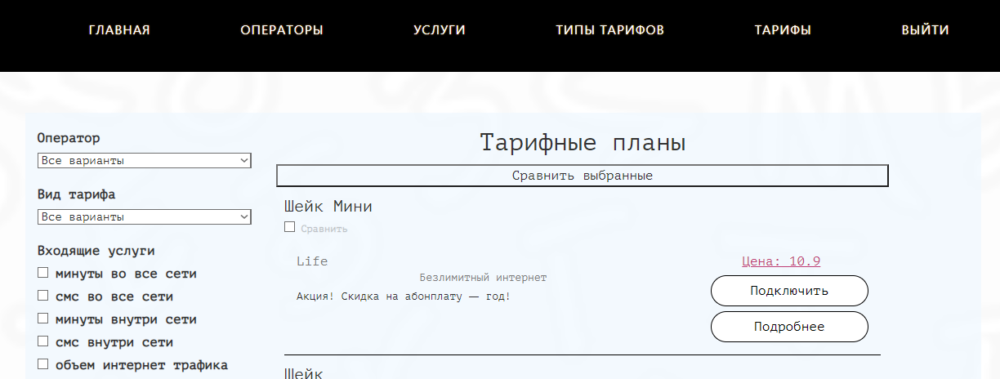 ГЛАВНАЯ ОПЕРАТОРЫ УСЛУГИ ТИПЫ ТАРИФОВ ТАРИФЫ ВЫЙТИ
Оператор
Все варианты
Вид тарифа
Все варианты
Входящие услуги
минуты во все сети
смс во все сети
минуты внутри сети
смс внутри сети
объем интернет трафика
Тарифные планы
Сравнить выбранные
Шейк Мини
Сравнить
Life
Безлимитный интернет
Акция! Скидка на абонплату — год!
Цена: 10.9
Подключить
Подробнее
Шейк